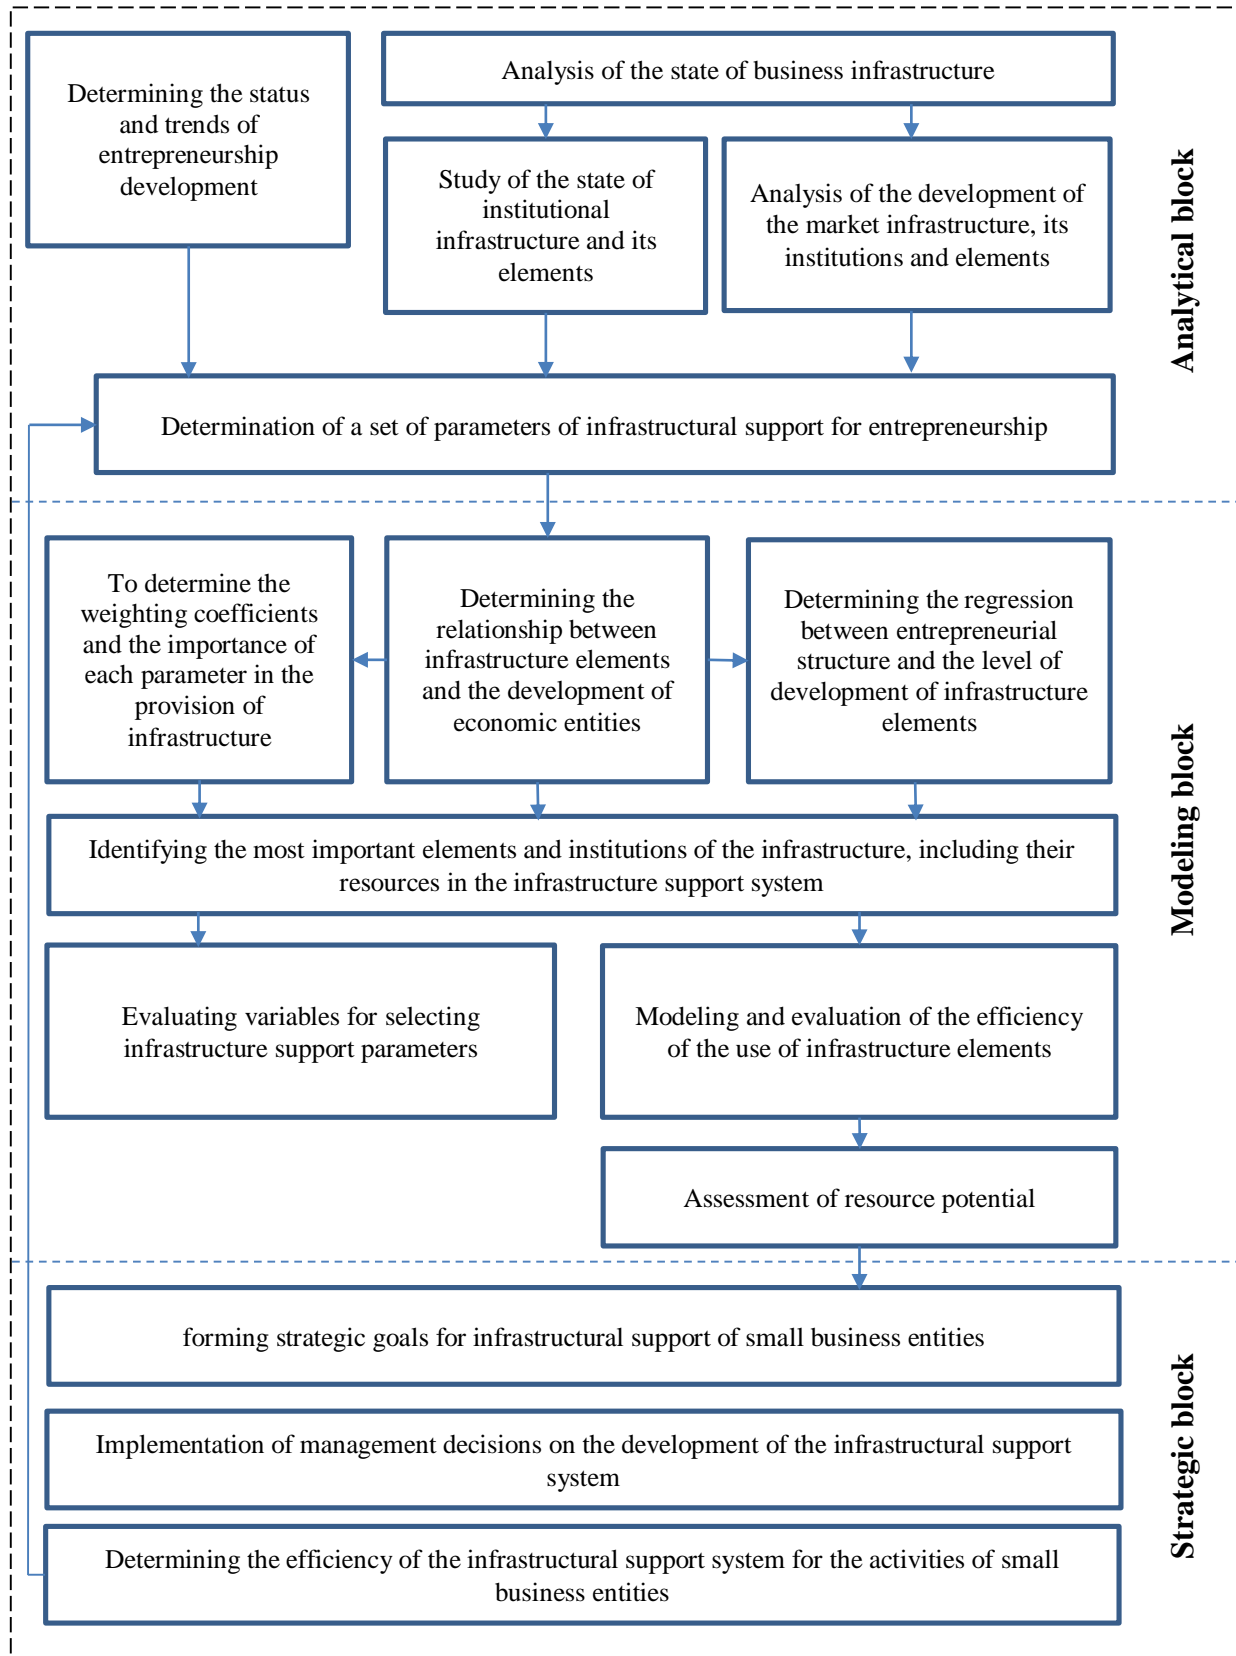 Determining the status
and trends of
entrepreneurship
development
Analysis of the state of business infrastructure
Study of the state of
institutional
infrastructure and its
elements
Analysis of the development of
the market infrastructure, its
institutions and elements
Analytical block
Determination of a set of parameters of infrastructural support for entrepreneurship
To determine the
weighting coefficients
and the importance of
each parameter in the
provision of
infrastructure
Determining the
relationship between
infrastructure elements
and the development of
economic entities
Determining the regression
between entrepreneurial
structure and the level of
development of infrastructure
elements
Modeling block
Identifying the most important elements and institutions of the infrastructure, including their
resources in the infrastructure support system
Evaluating variables for selecting
infrastructure support parameters
Modeling and evaluation of the efficiency
of the use of infrastructure elements
Assessment of resource potential
forming strategic goals for infrastructural support of small business entities
Strategic block
Implementation of management decisions on the development of the infrastructural support
system
Determining the efficiency of the infrastructural support system for the activities of small
business entities